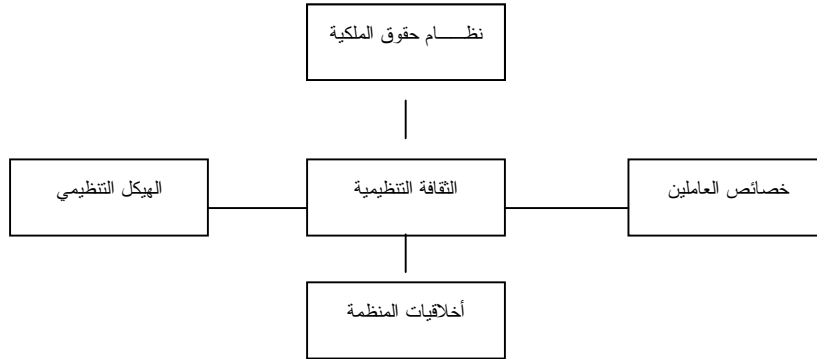 نظـــــام حقوق الملكية
خصائص العاملين
الثقافة التنظيمية
الهيكل التنظيمي
أخلاقيات المنظمة